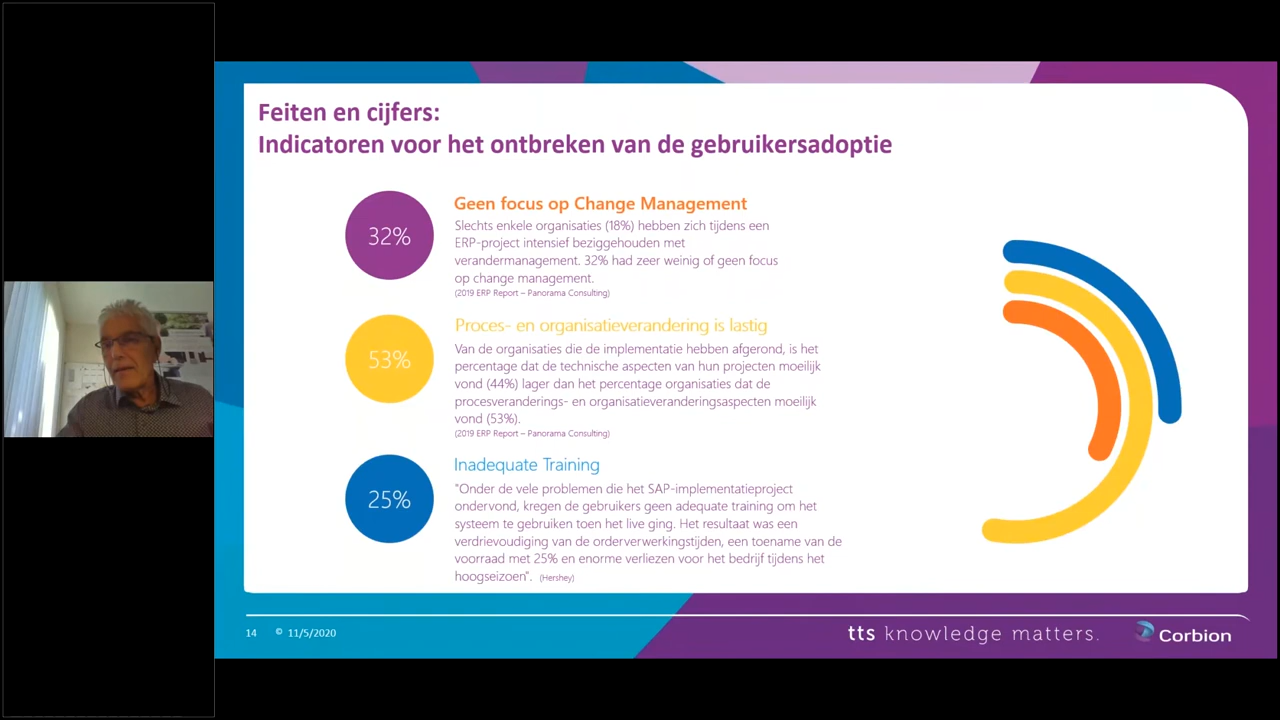 Feiten en cijfers:
Indicatoren voor het ontbreken van de gebruikersadoptie
32%
Geen focus op Change Management
Slechts enkele organisaties (18%) hebben zich tijdens een
ERP-project intensief beziggehouden met
verandermanagement. 32% had zeer weinig of geen focus
op change management.
(2019 ERP Report – Panorama Consulting)
53%
Proces- en organisatieverandering is lastig
Van de organisaties die de implementatie hebben afgerond, is het
percentage dat de technische aspecten van hun projecten moeilijk
vond (44%) lager dan het percentage organisaties dat de
procesveranderings- en organisatieveranderingsaspecten moeilijk
vond (53%).
(2019 ERP Report – Panorama Consulting)
25%
Inadequate Training
"Onder de vele problemen die het SAP-implementatieproject
ondervond, kregen de gebruikers geen adequate training om het
systeem te gebruiken toen het live ging. Het resultaat was een
verdrievoudiging van de orderverwerkingstijden, een toename van de
voorraad met 25% en enorme verliezen voor het bedrijf tijdens het
hoogseizoen". (Hershey)
14 © 11/5/2020
tts knowledge matters.
Corbion